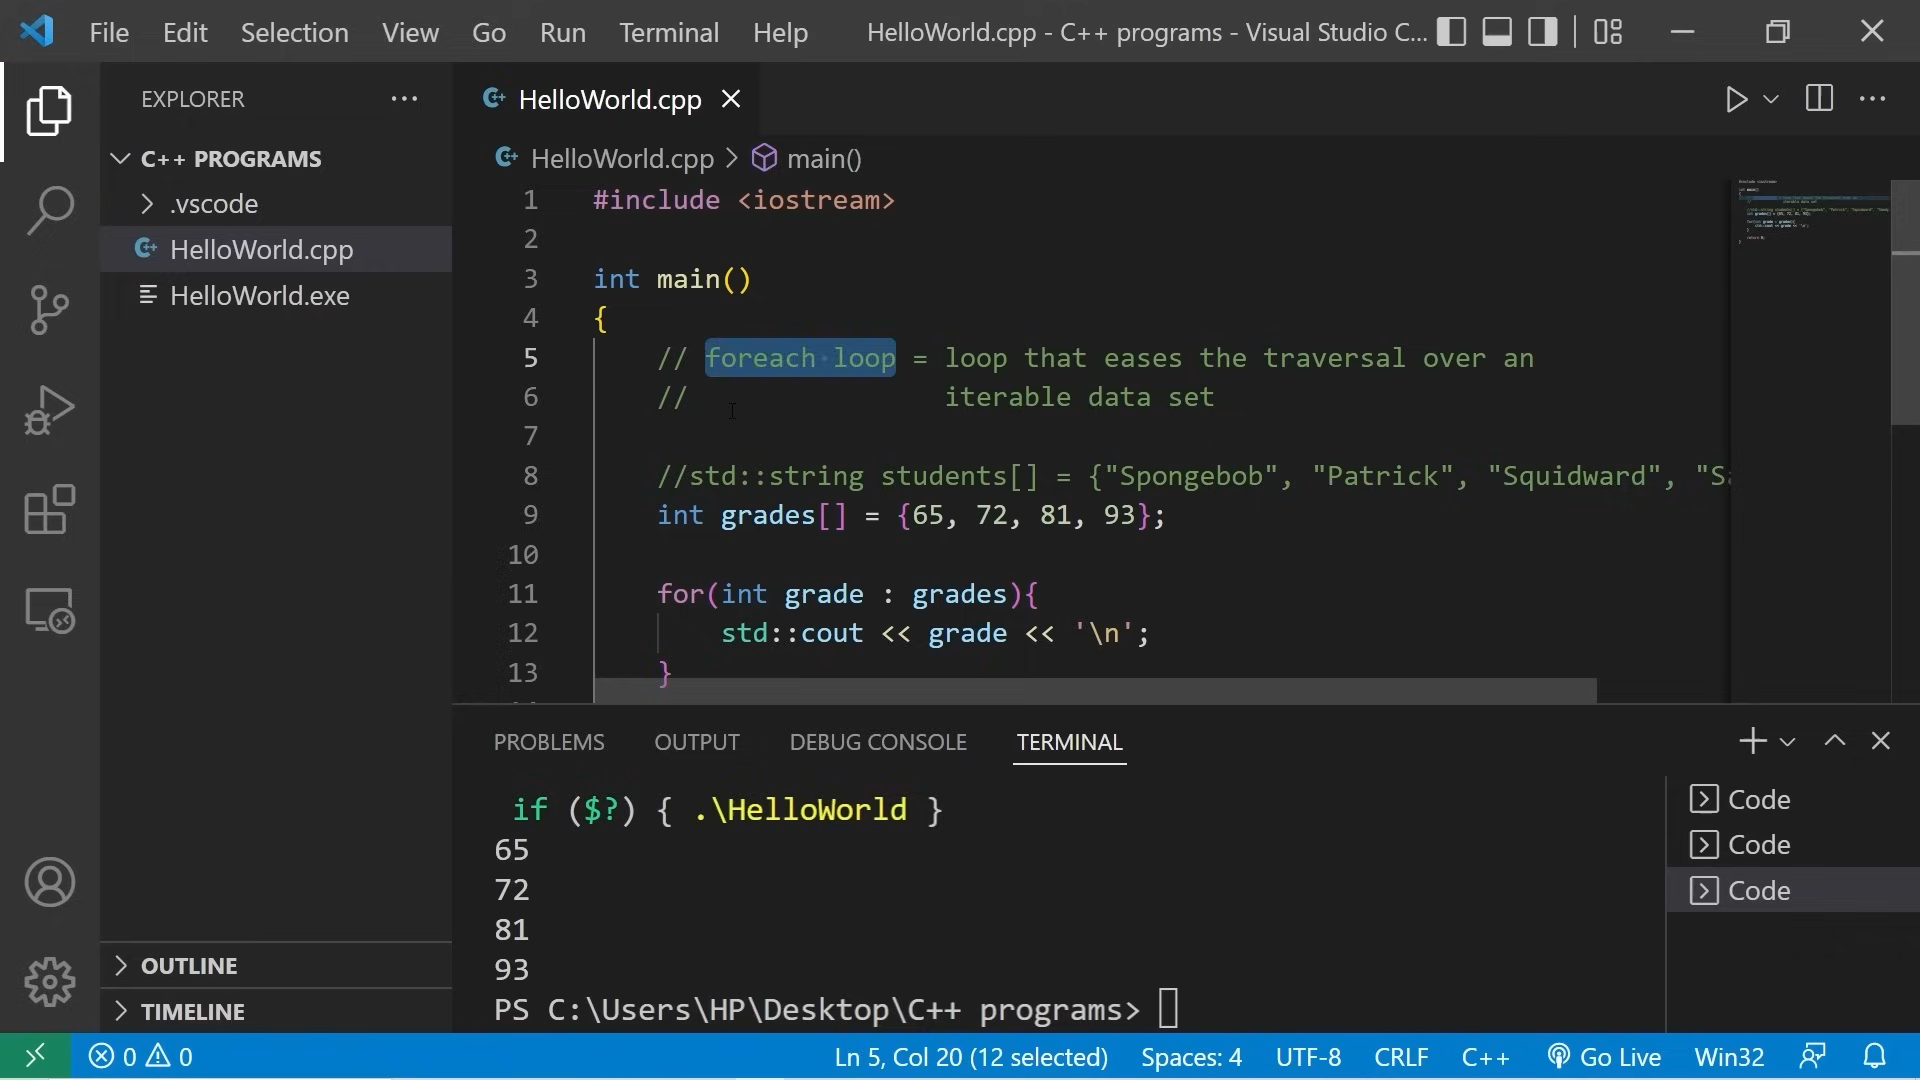 File Edit Selection View Go Run Terminal Help HelloWorld.cpp - C++ programs - Visual Studio C...
EXPLORER
C++ PROGRAMS
.vscode
HelloWorld.cpp
HelloWorld.exe
OUTLINE
TIMELINE
HelloWorld.cpp
HelloWorld.cpp > main()
1 #include <iostream>
2
3 int main()
4 {
5 // foreach loop = loop that eases the traversal over an
6 // iterable data set
7
8 //std::string students[] = {"Spongebob", "Patrick", "Squidward", "Sa
9 int grades[] = {65, 72, 81, 93};
10
11 for(int grade : grades){
12 std::cout << grade << '\n';
13 }
PROBLEMS OUTPUT DEBUG CONSOLE TERMINAL
if ($?) { .\HelloWorld }
65
72
81
93
PS C:\Users\HP\Desktop\C++ programs>
Code
Code
Code
0 0 Ln 5, Col 20 (12 selected) Spaces: 4 UTF-8 CRLF C++ Go Live Win32